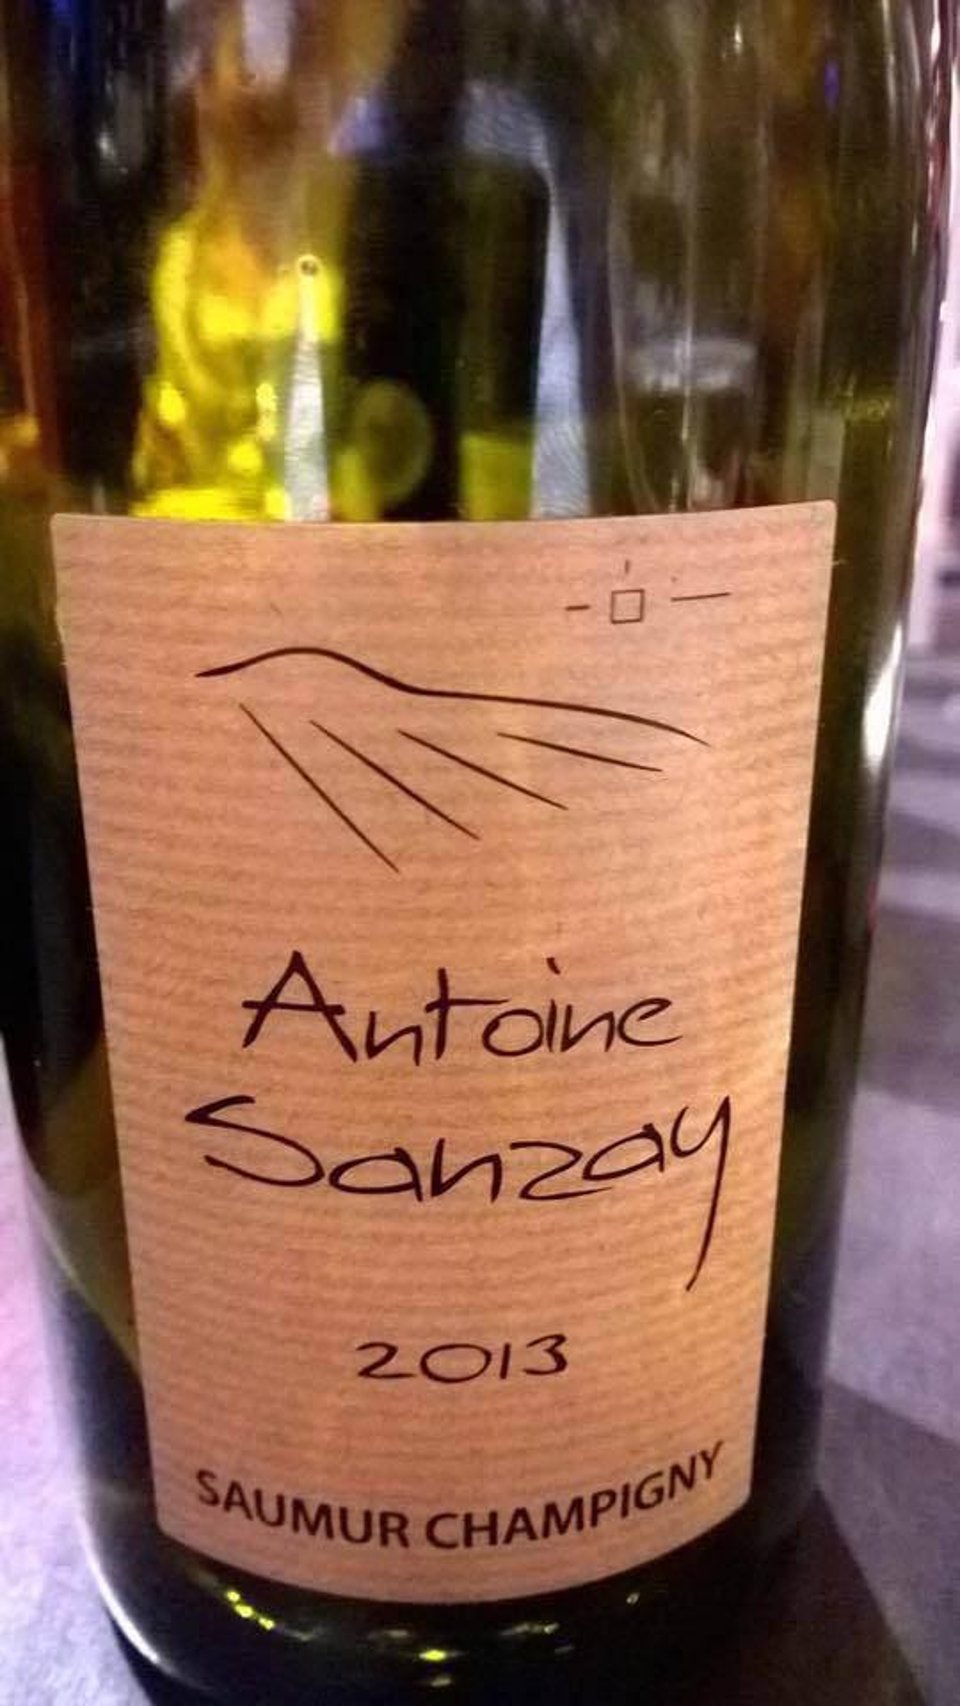 Antoine
Sanzay
2013
SAUMUR CHAMPIGNY